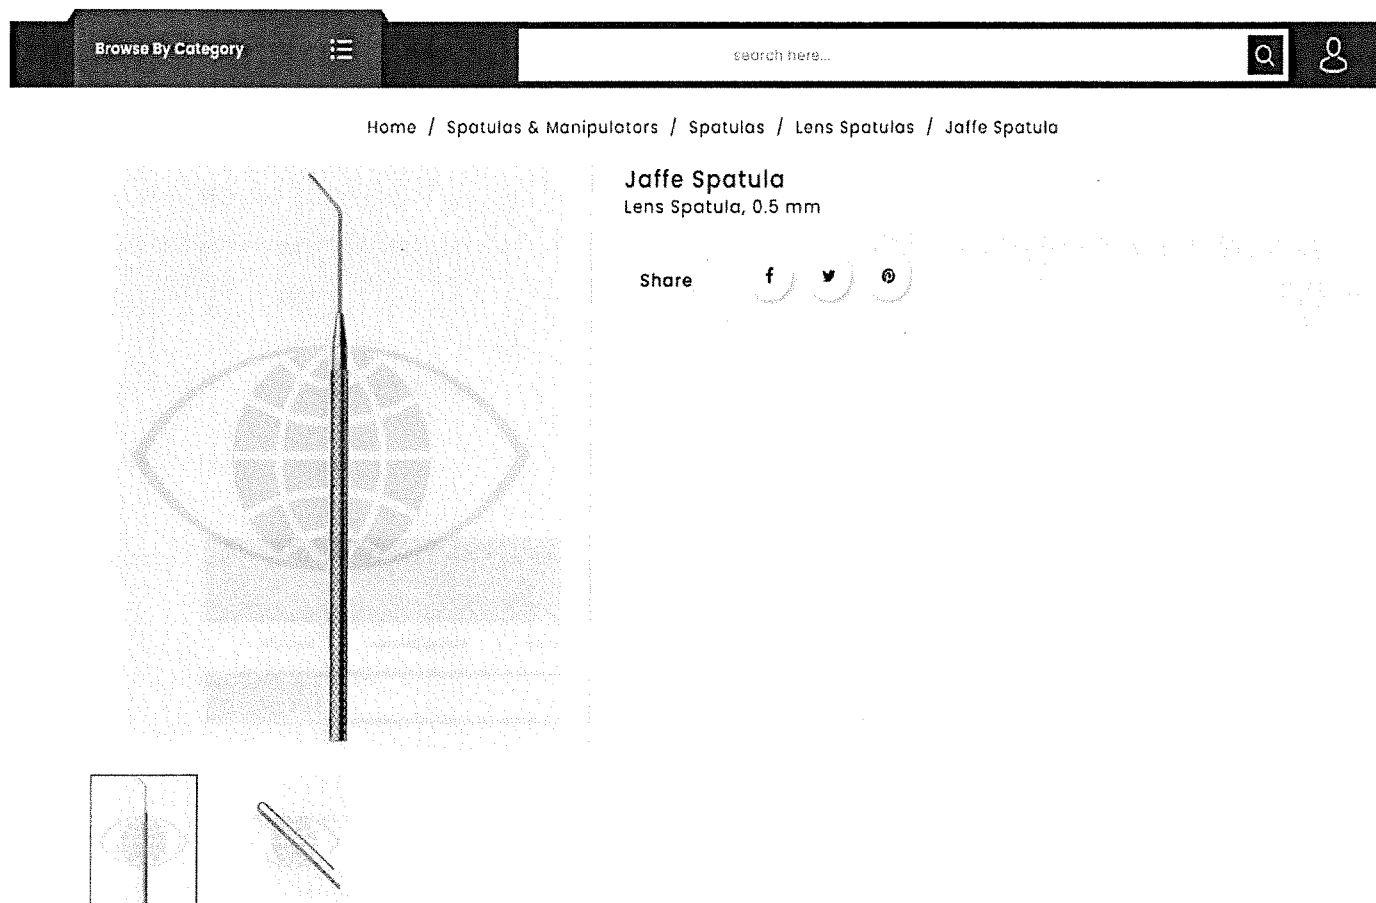 Browse By Category
search here...
Home / Spatulas & Manipulators / Spatulas / Lens Spatulas / Jaffe Spatula
Jaffe Spatula
Lens Spatula, 0.5 mm
Share